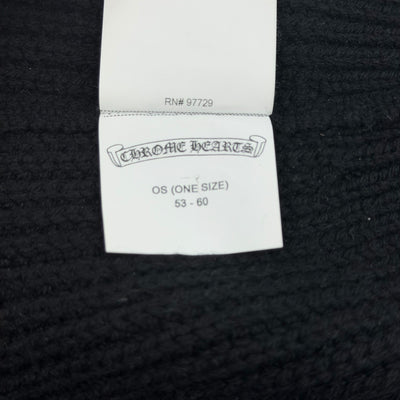 RN# 97729
CHROME HEARTS
OS (ONE SIZE)
53 - 60